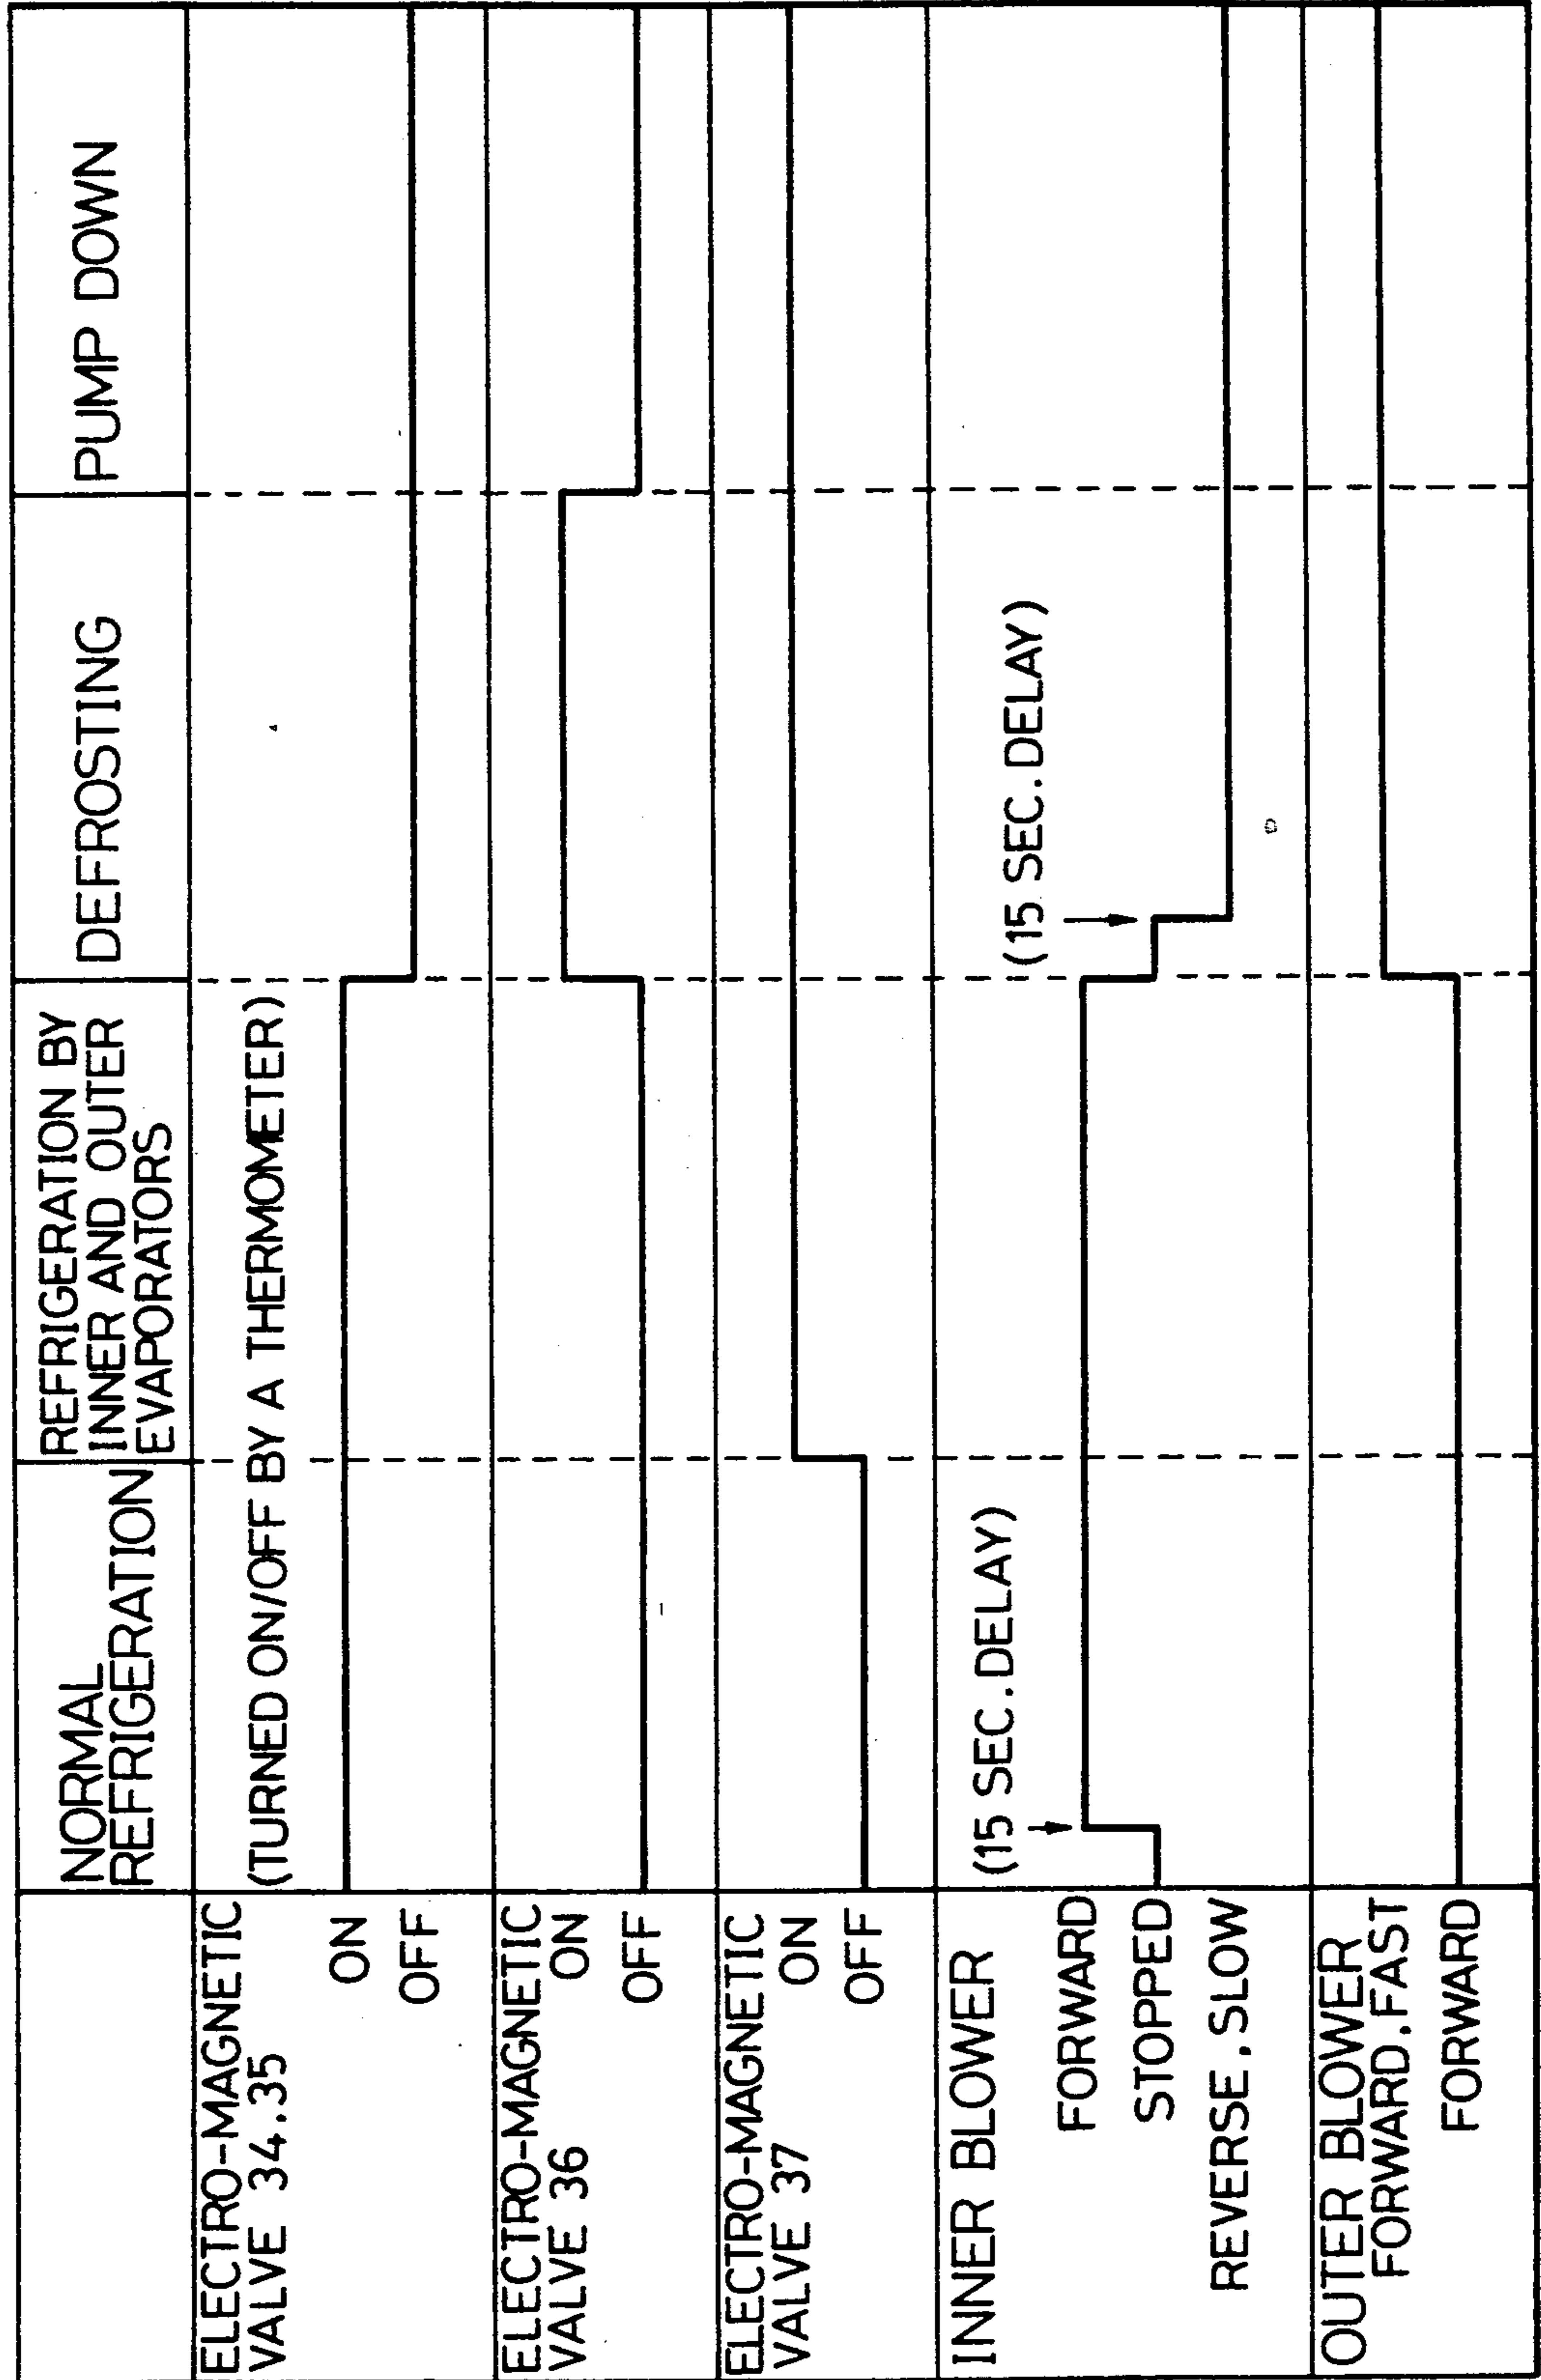 NORMAL
REFRIGERATION
REFRIGERATION BY
INNER AND OUTER
EVAPORATORS
DEFROSTING
PUMP DOWN
ELECTRO-MAGNETIC
VALVE 34.35
(TURNED ON/OFF BY A THERMOMETER)
ON
OFF
ELECTRO-MAGNETIC
VALVE 36
ON
OFF
ELECTRO-MAGNETIC
VALVE 37
ON
OFF
INNER BLOWER
(15 SEC.DELAY)
(15 SEC.DELAY)
FORWARD
STOPPED
REVERSE,SLOW
OUTER BLOWER
FORWARD,FAST
FORWARD